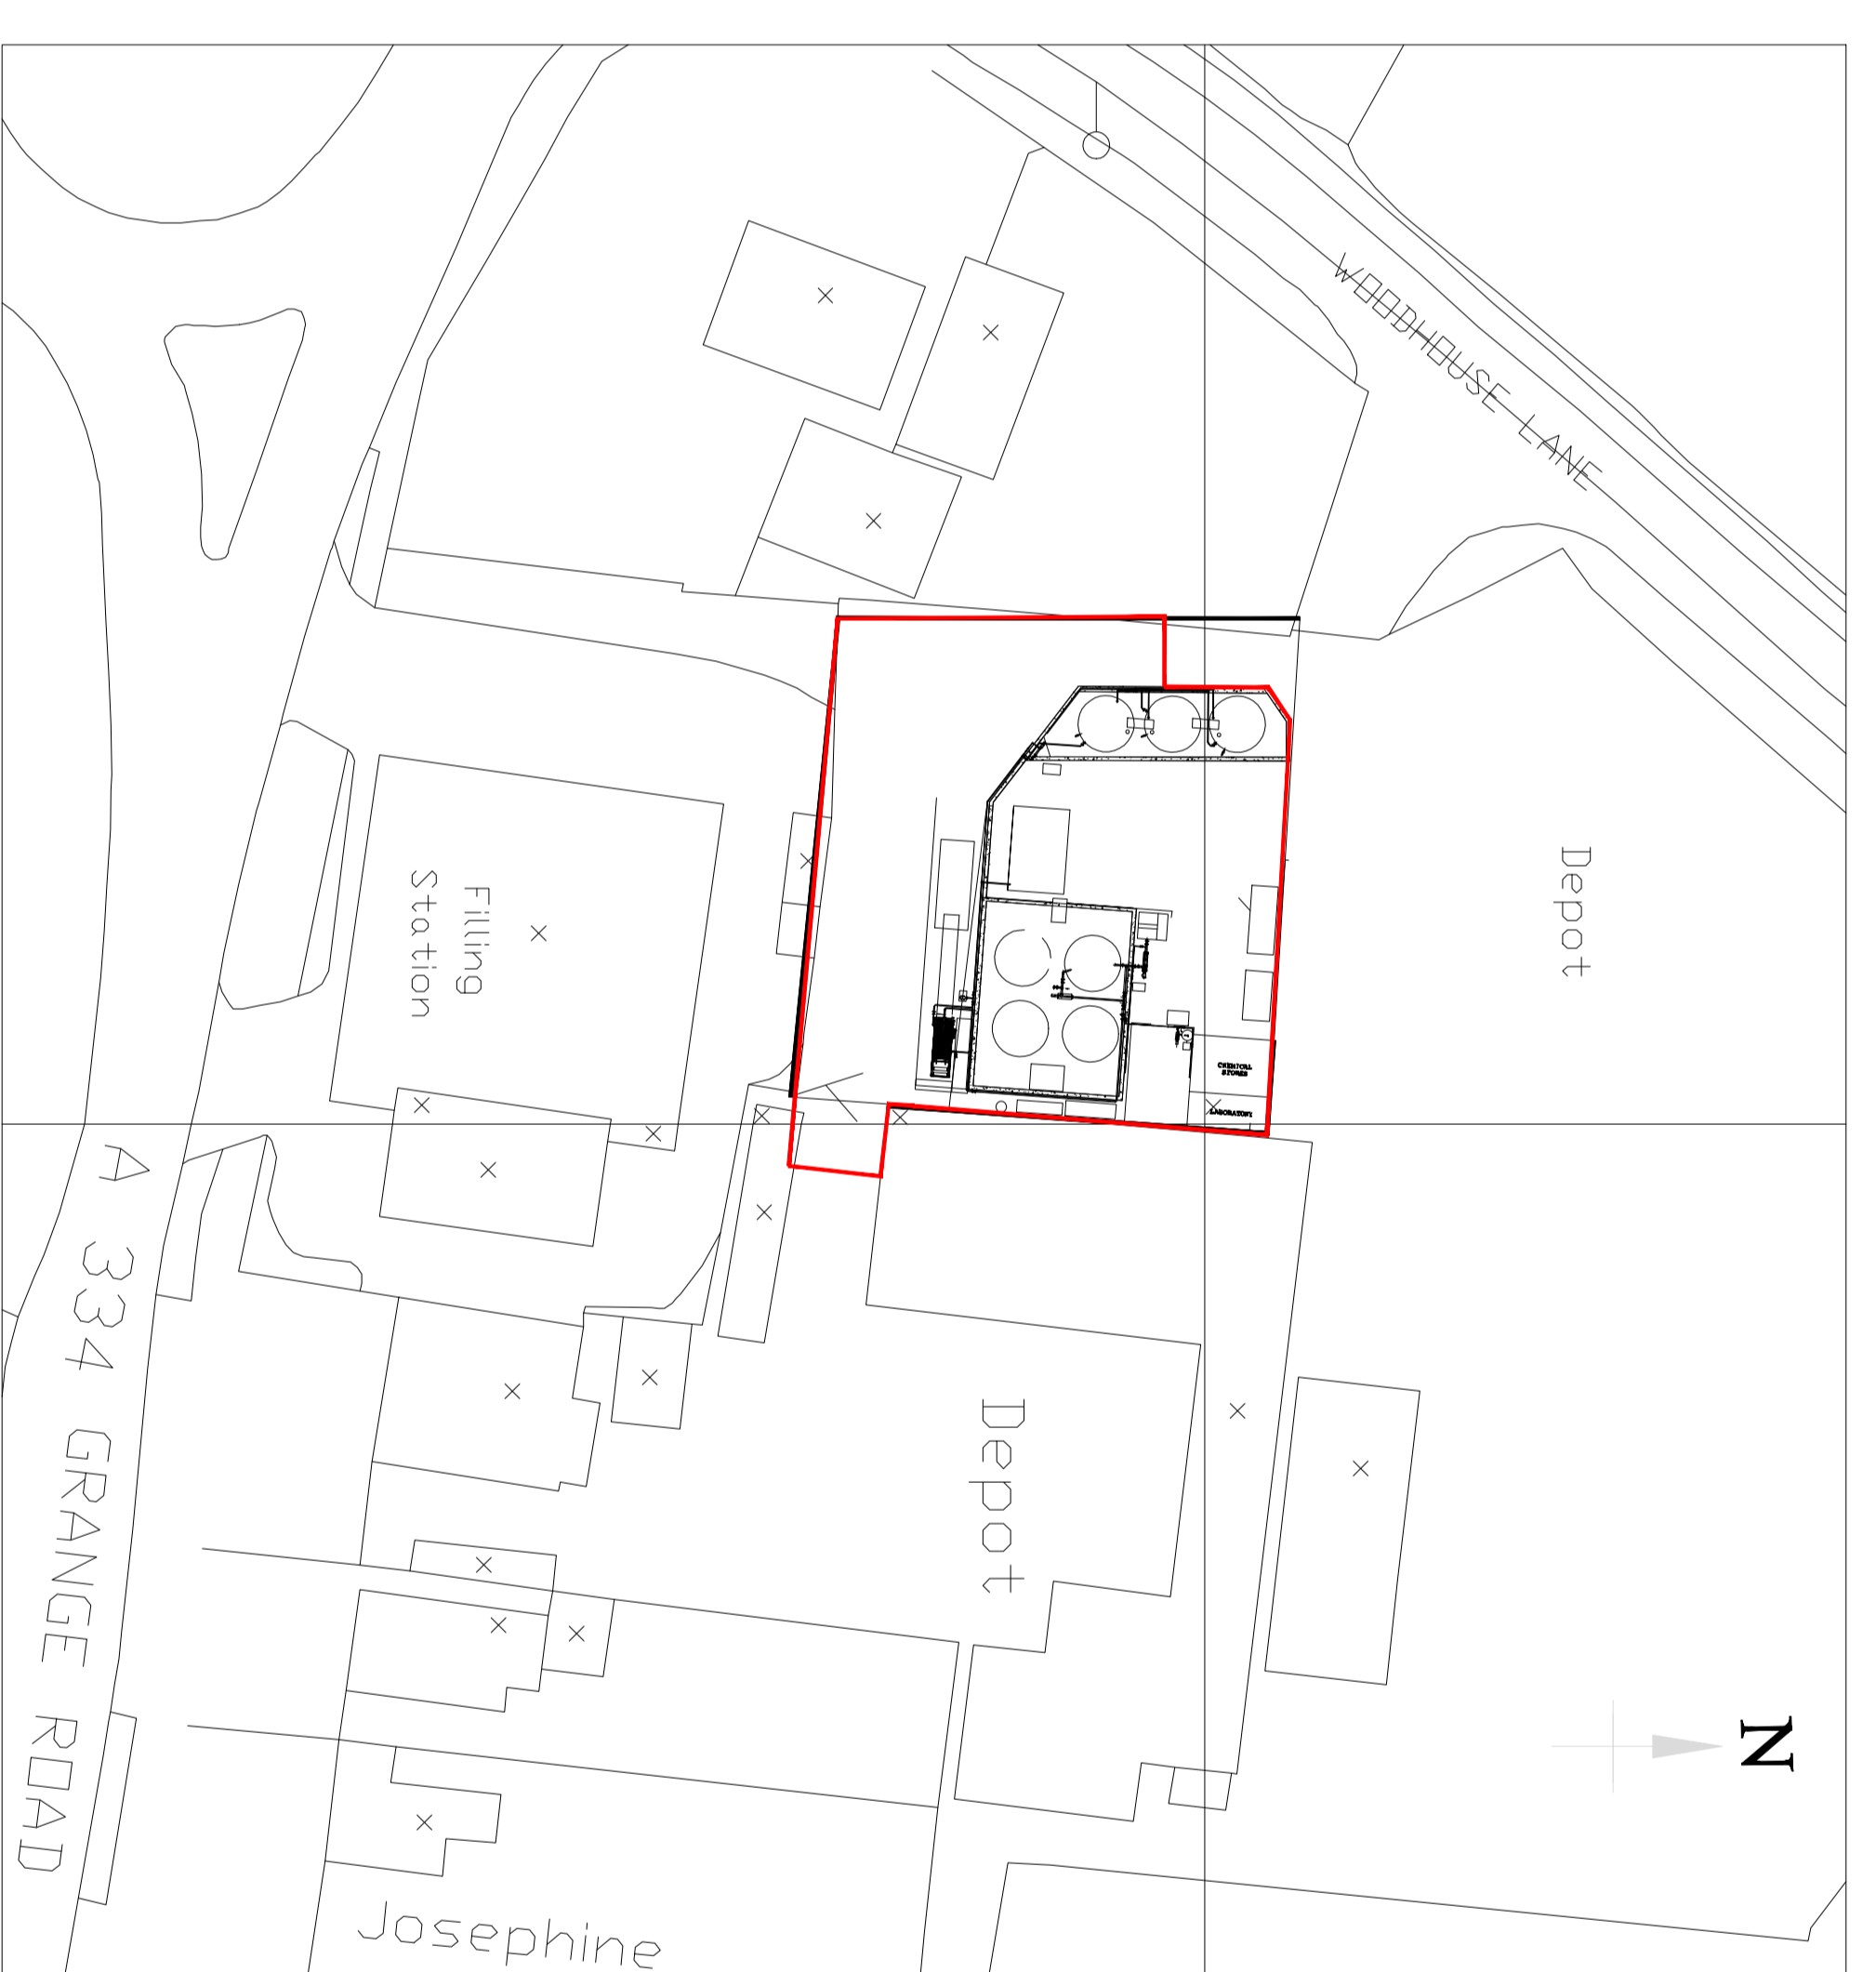 WOODHOUSE LANE
Depot
Filling
Station
CHEMICAL
STORES
LABORATORY
A 334 GRANGE ROAD
Depot
N
Josephine